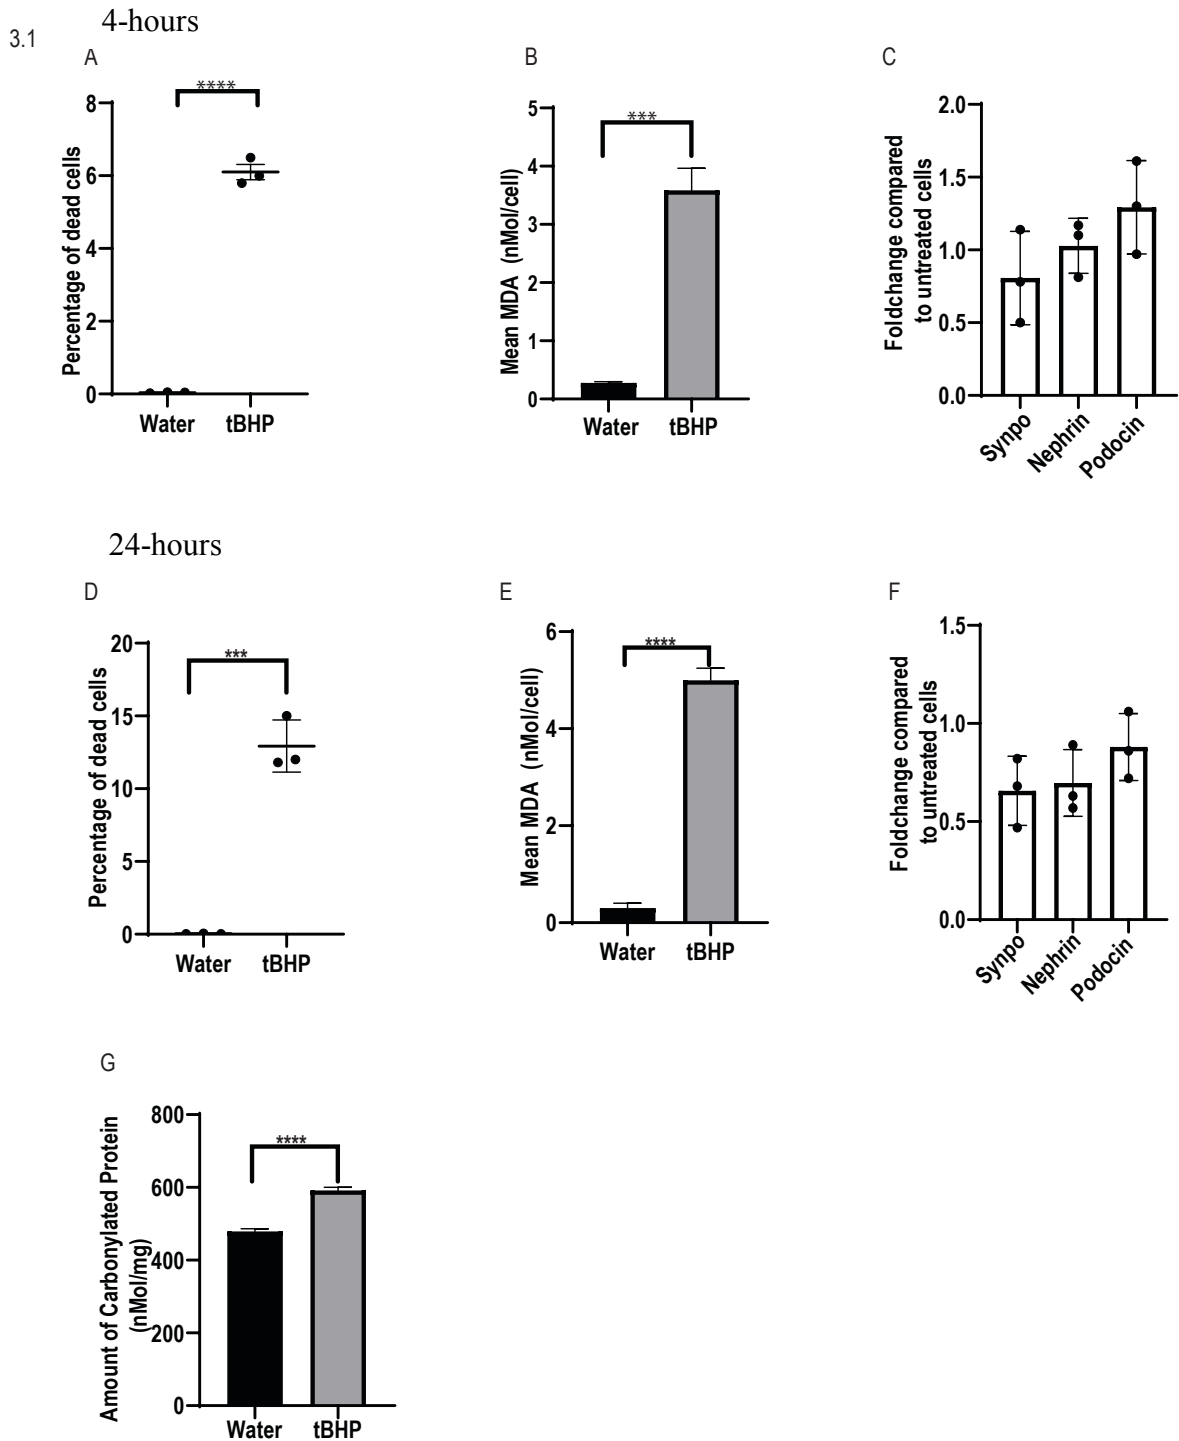 3.1
4-hours
A
Percentage of dead cells
8
6
4
2
0
****
Water tBHP
B
Mean MDA (nMol/cell)
5
4
3
2
1
0
***
Water tBHP
C
Foldchange compared
to untreated cells
2.0
1.5
1.0
0.5
0.0
Synpo
Nephrin
Podocin
24-hours
D
Percentage of dead cells
20
15
10
5
0
***
Water tBHP
E
Mean MDA (nMol/cell)
6
4
2
0
****
Water tBHP
F
Foldchange compared
to untreated cells
1.5
1.0
0.5
0.0
Synpo
Nephrin
Podocin
G
Amount of Carbonylated Protein
(nMol/mg)
800
600
400
200
0
****
Water tBHP